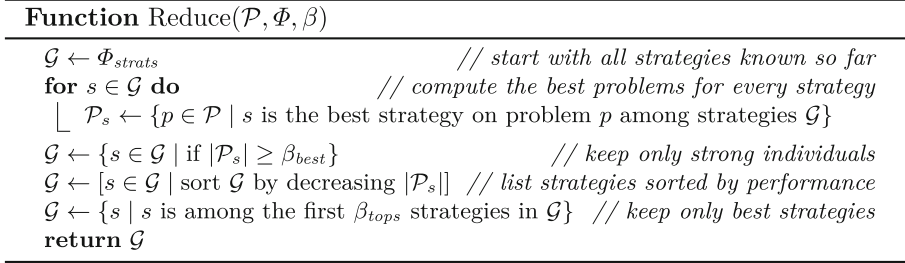 Function Reduce(𝒫, Φ, β)
𝒢 ← Φ_strats // start with all strategies known so far
for s ∈ 𝒢 do // compute the best problems for every strategy
𝒫_s ← {p ∈ 𝒫 | s is the best strategy on problem p among strategies 𝒢}
𝒢 ← {s ∈ 𝒢 | if |𝒫_s| ≥ β_best} // keep only strong individuals
𝒢 ← [s ∈ 𝒢 | sort 𝒢 by decreasing |𝒫_s|] // list strategies sorted by performance
𝒢 ← {s | s is among the first β_tops strategies in 𝒢} // keep only best strategies
return 𝒢